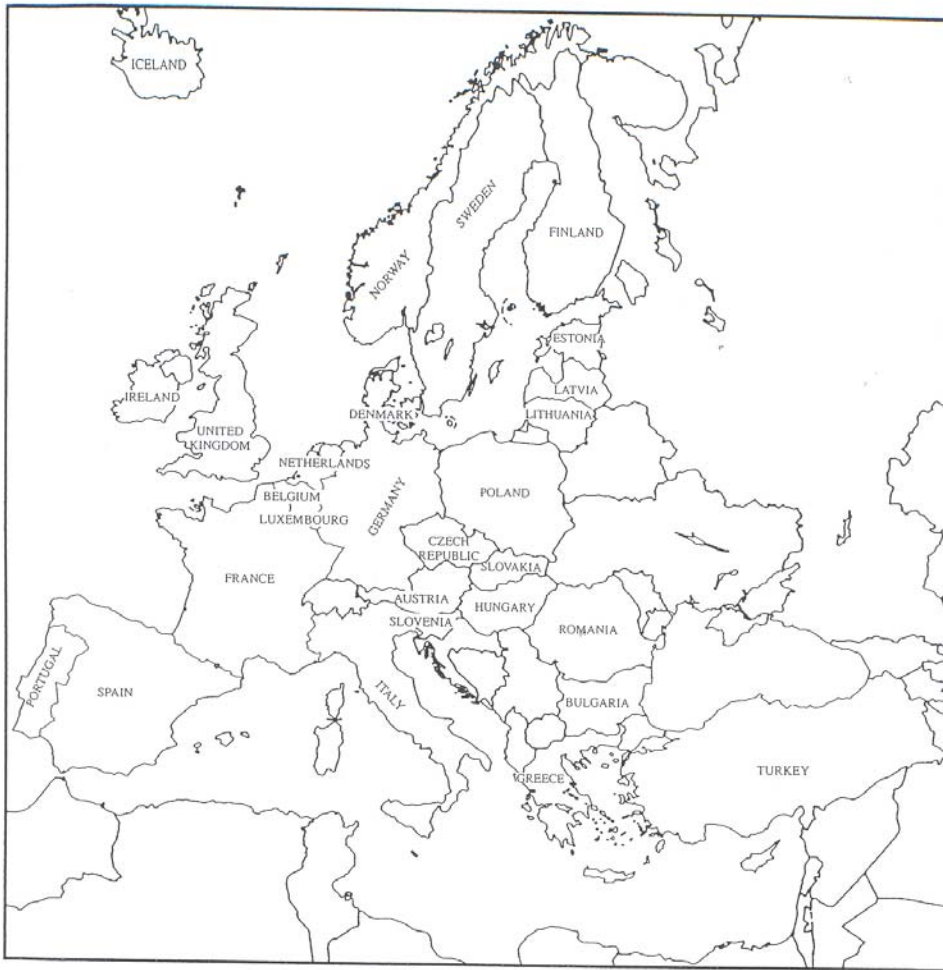 ICELAND
SWEDEN
FINLAND
NORWAY
ESTONIA
LATVIA
LITHUANIA
IRELAND
DENMARK
UNITED
KINGDOM
NETHERLANDS
BELGIUM
LUXEMBOURG
GERMANY
POLAND
CZECH
REPUBLIC
SLOVAKIA
FRANCE
AUSTRIA
HUNGARY
SLOVENIA
ROMANIA
PORTUGAL
SPAIN
ITALY
BULGARIA
GREECE
TURKEY